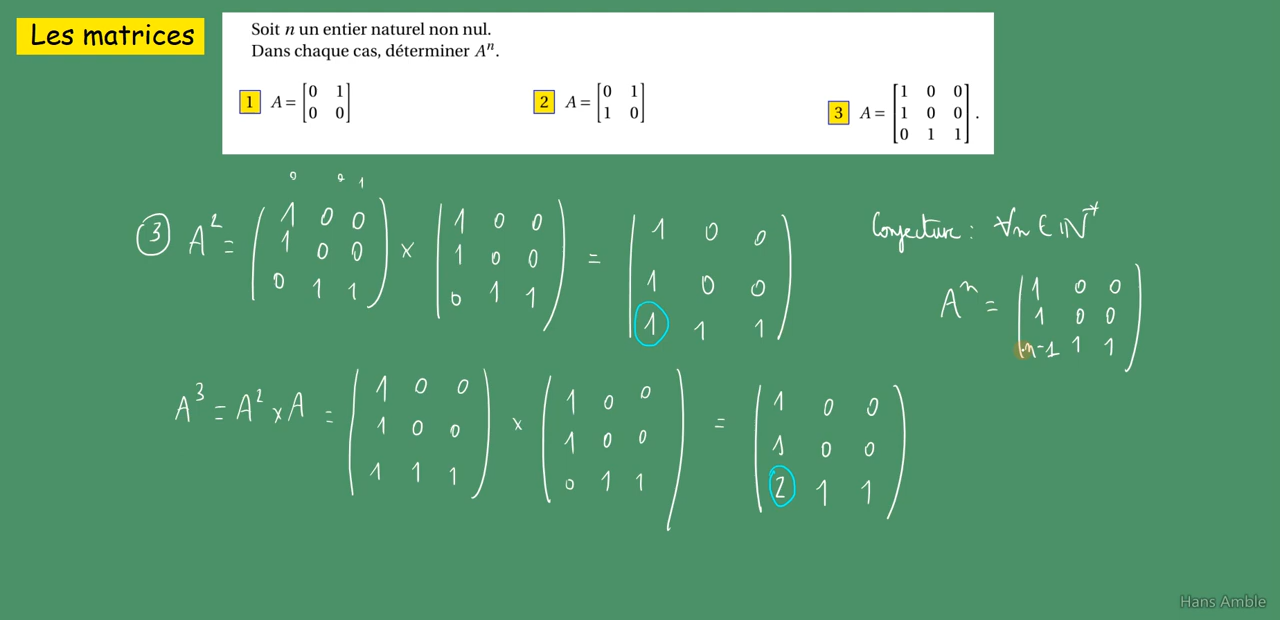 Les matrices
Soit n un entier naturel non nul.
Dans chaque cas, déterminer Aⁿ.
1 A = [0 1
0 0]
2 A = [0 1
1 0]
3 A = [1 0 0
1 0 0
0 1 1].
0 0 1
③ A² = (1 0 0
1 0 0
0 1 1) × (1 0 0
1 0 0
0 1 1) = (1 0 0
1 0 0
1 1 1)
Conjecture : ∀n ∈ ℕ*
Aⁿ = (1 0 0
1 0 0
n-1 1 1)
A³ = A² × A = (1 0 0
1 0 0
1 1 1) × (1 0 0
1 0 0
0 1 1) = (1 0 0
1 0 0
2 1 1)
Hans Amble